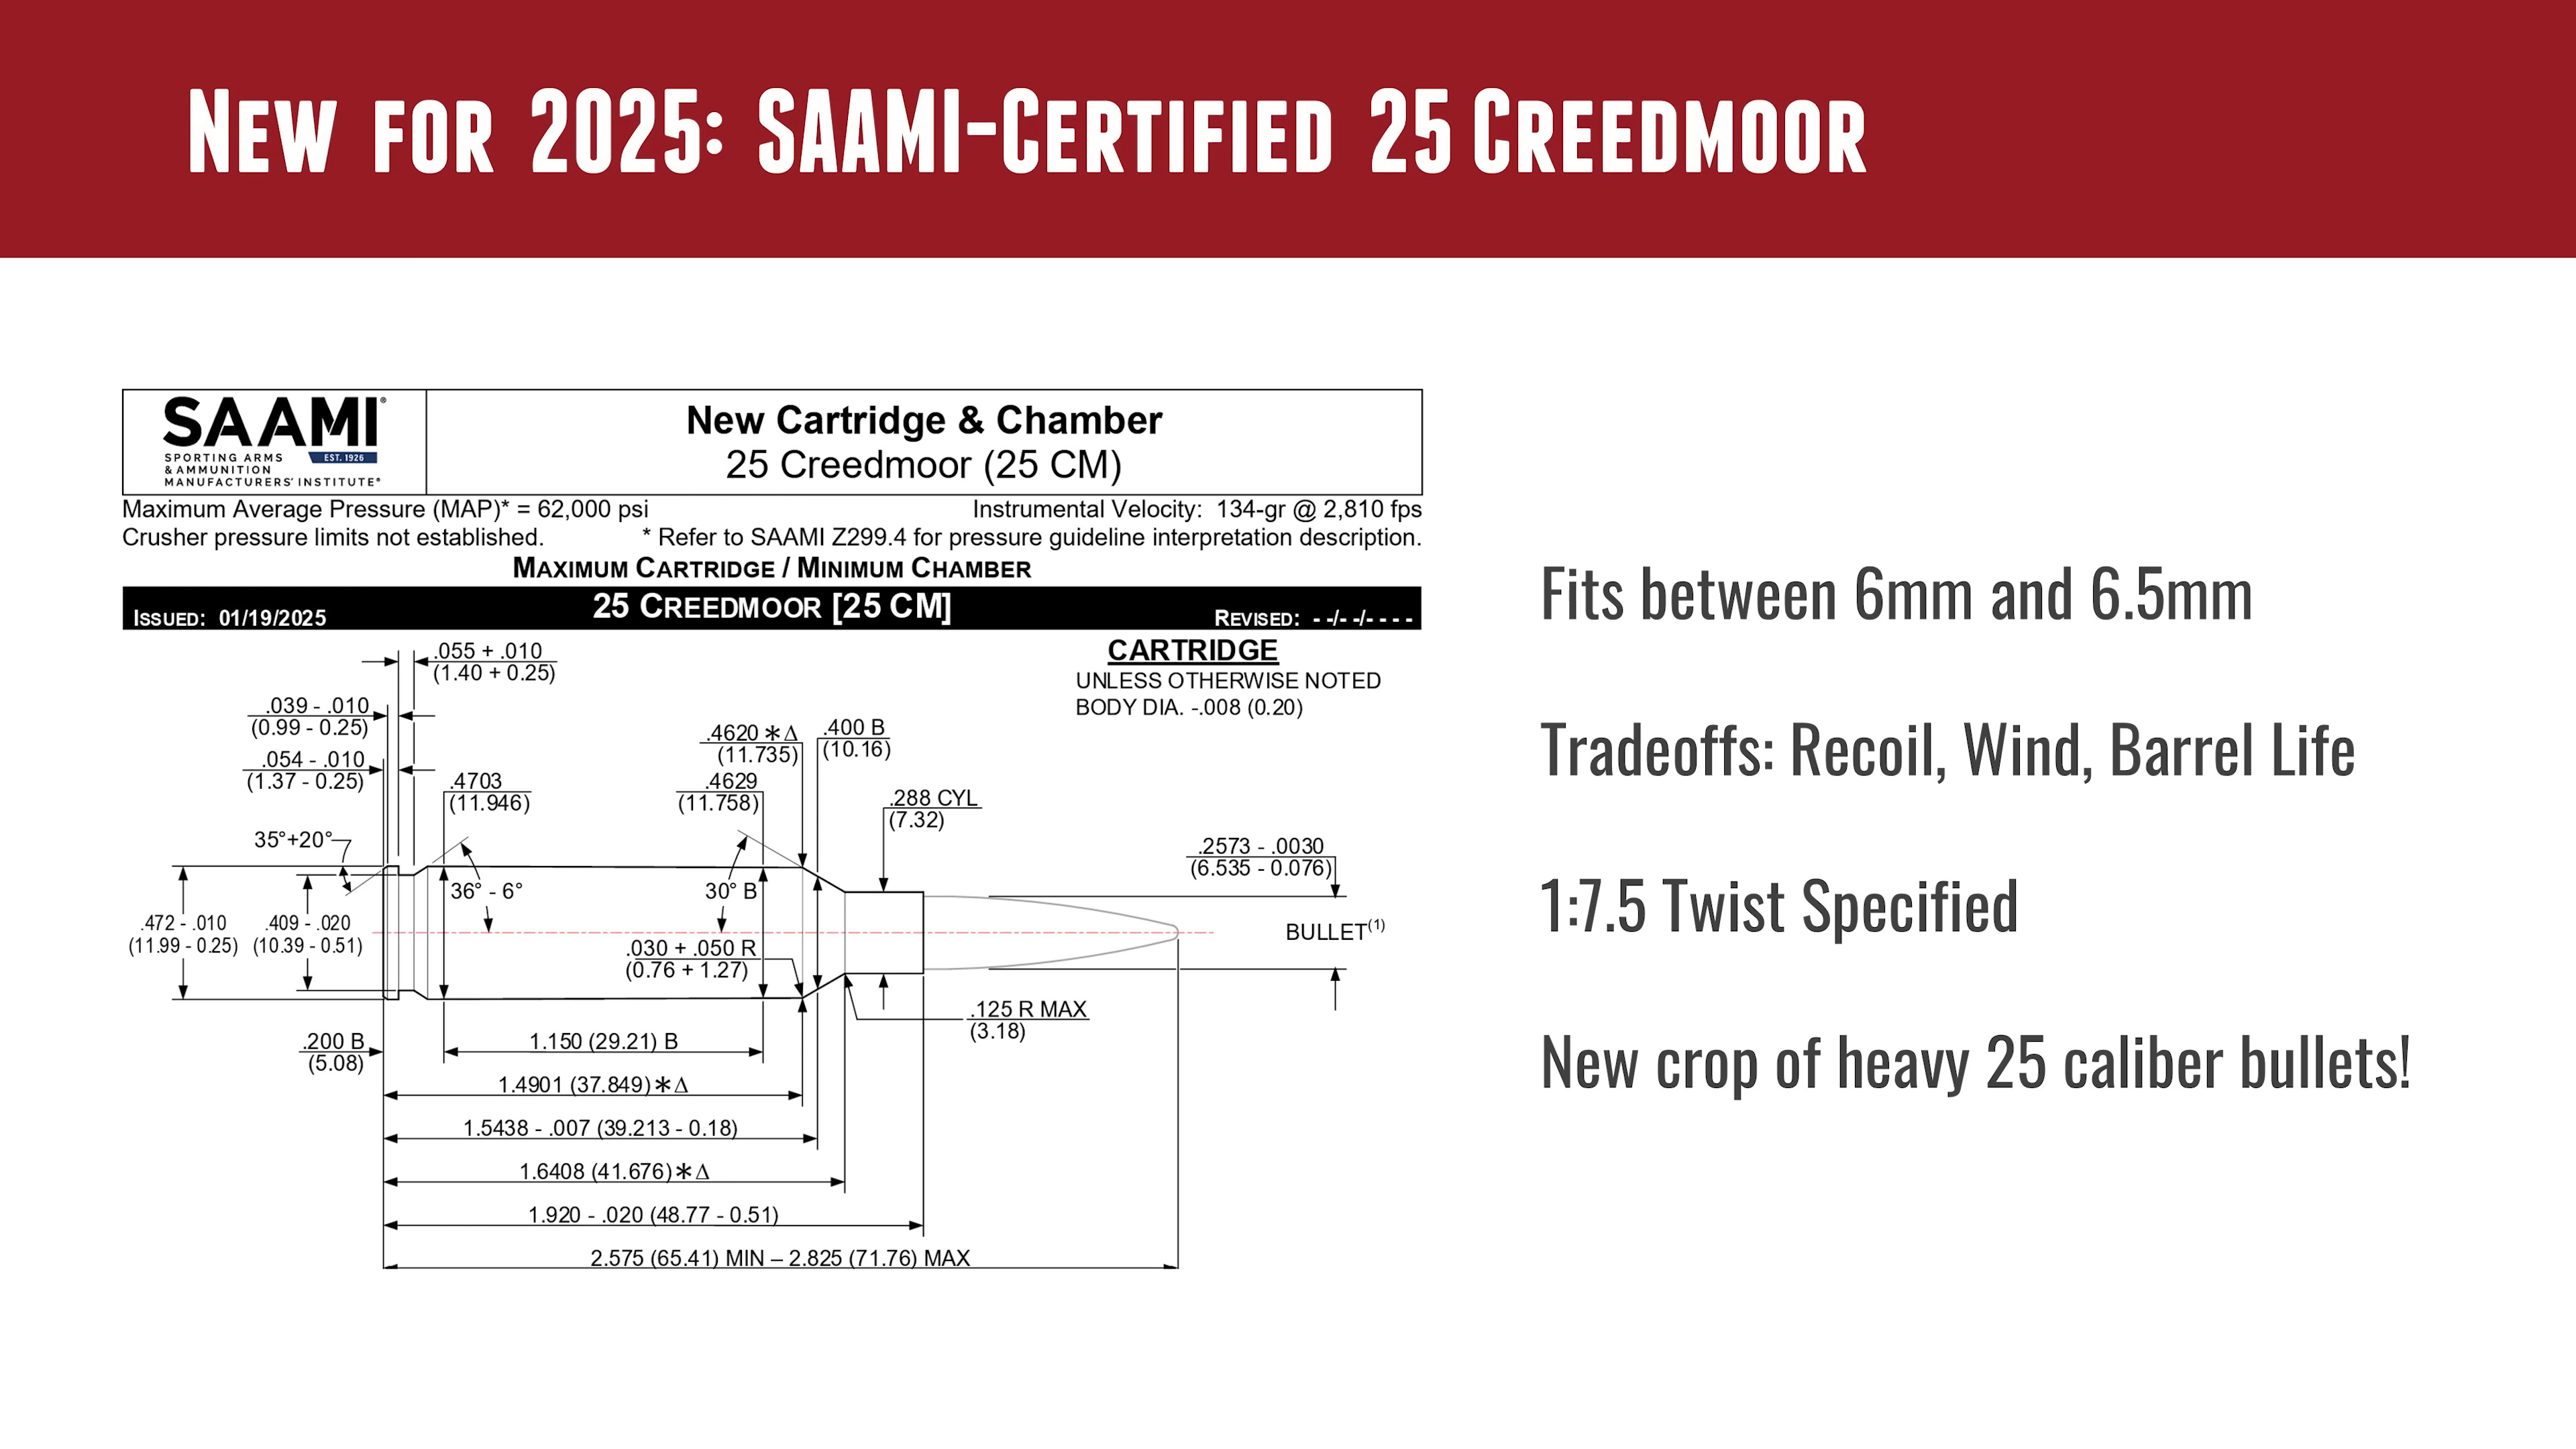 New for 2025: SAAMI-Certified 25 Creedmoor
SAAMI®
SPORTING ARMS
& AMMUNITION
MANUFACTURERS' INSTITUTE®
EST. 1926
New Cartridge & Chamber
25 Creedmoor (25 CM)
Maximum Average Pressure (MAP)* = 62,000 psi
Instrumental Velocity: 134-gr @ 2,810 fps
Crusher pressure limits not established.
* Refer to SAAMI Z299.4 for pressure guideline interpretation description.
Maximum Cartridge / Minimum Chamber
Issued: 01/19/2025
25 Creedmoor [25 CM]
Revised: - -/- -/- - - -
CARTRIDGE
UNLESS OTHERWISE NOTED
BODY DIA. -.008 (0.20)
.055 + .010
(1.40 + 0.25)
.039 - .010
(0.99 - 0.25)
.054 - .010
(1.37 - 0.25)
.4703
(11.946)
.4620 ∗ Δ
(11.735)
.400 B
(10.16)
.4629
(11.758)
.288 CYL
(7.32)
.2573 - .0030
(6.535 - 0.076)
35°+20°
36° - 6°
30° B
.472 - .010
(11.99 - 0.25)
.409 - .020
(10.39 - 0.51)
.030 + .050 R
(0.76 + 1.27)
BULLET(1)
.125 R MAX
(3.18)
.200 B
(5.08)
1.150 (29.21) B
1.4901 (37.849) ∗ Δ
1.5438 - .007 (39.213 - 0.18)
1.6408 (41.676) ∗ Δ
1.920 - .020 (48.77 - 0.51)
2.575 (65.41) MIN – 2.825 (71.76) MAX
Fits between 6mm and 6.5mm
Tradeoffs: Recoil, Wind, Barrel Life
1:7.5 Twist Specified
New crop of heavy 25 caliber bullets!